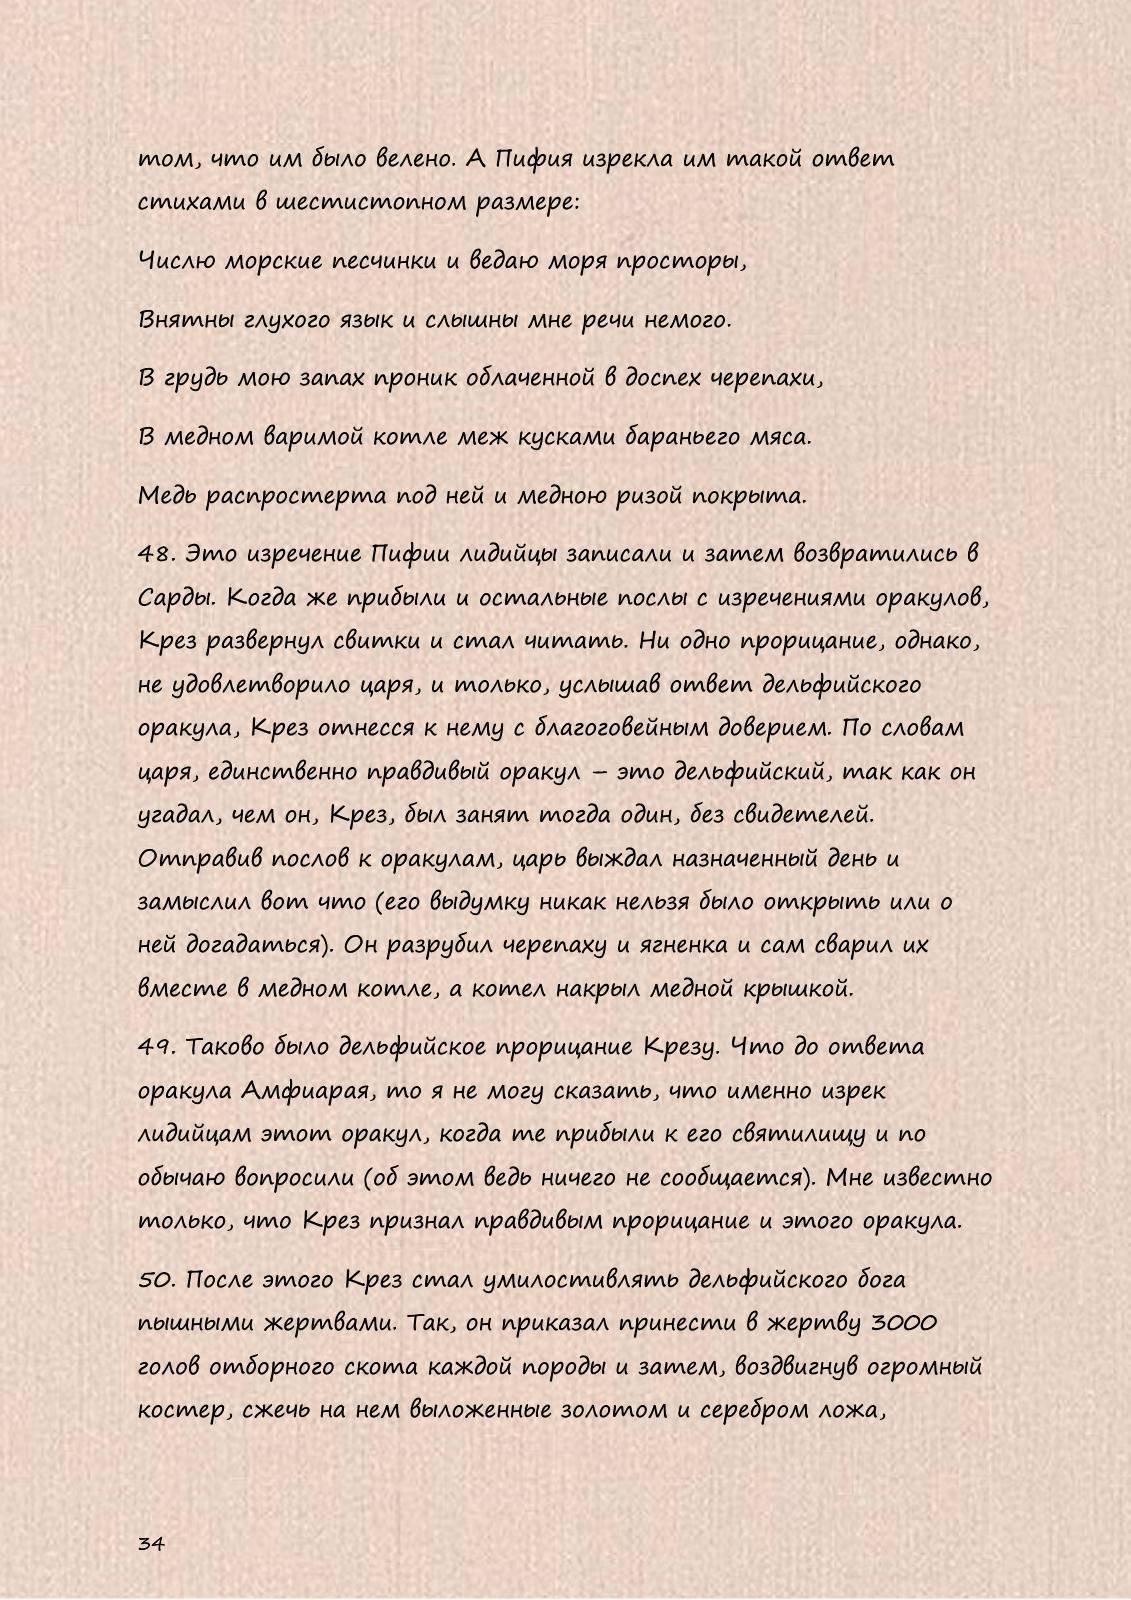 том, что им было велено. А Пифия изрекла им такой ответ
стихами в шестистопном размере:
Числю морские песчинки и ведаю моря просторы,
Внятны глухого язык и слышны мне речи немого.
В грудь мою запах проник облаченной в доспех черепахи,
В медном варимой котле меж кусками бараньего мяса.
Медь распростерта под ней и медною ризой покрыта.
48. Это изречение Пифии лидийцы записали и затем возвратились в
Сарды. Когда же прибыли и остальные послы с изречениями оракулов,
Крез развернул свитки и стал читать. Ни одно прорицание, однако,
не удовлетворило царя, и только, услышав ответ дельфийского
оракула, Крез отнесся к нему с благоговейным доверием. По словам
царя, единственно правдивый оракул – это дельфийский, так как он
угадал, чем он, Крез, был занят тогда один, без свидетелей.
Отправив послов к оракулам, царь выждал назначенный день и
замыслил вот что (его выдумку никак нельзя было открыть или о
ней догадаться). Он разрубил черепаху и ягненка и сам сварил их
вместе в медном котле, а котел накрыл медной крышкой.
49. Таково было дельфийское прорицание Крезу. Что до ответа
оракула Амфиарая, то я не могу сказать, что именно изрек
лидийцам этот оракул, когда те прибыли к его святилищу и по
обычаю вопросили (об этом ведь ничего не сообщается). Мне известно
только, что Крез признал правдивым прорицание и этого оракула.
50. После этого Крез стал умилостивлять дельфийского бога
пышными жертвами. Так, он приказал принести в жертву 3000
голов отборного скота каждой породы и затем, воздвигнув огромный
костер, сжечь на нем выложенные золотом и серебром ложа,
34